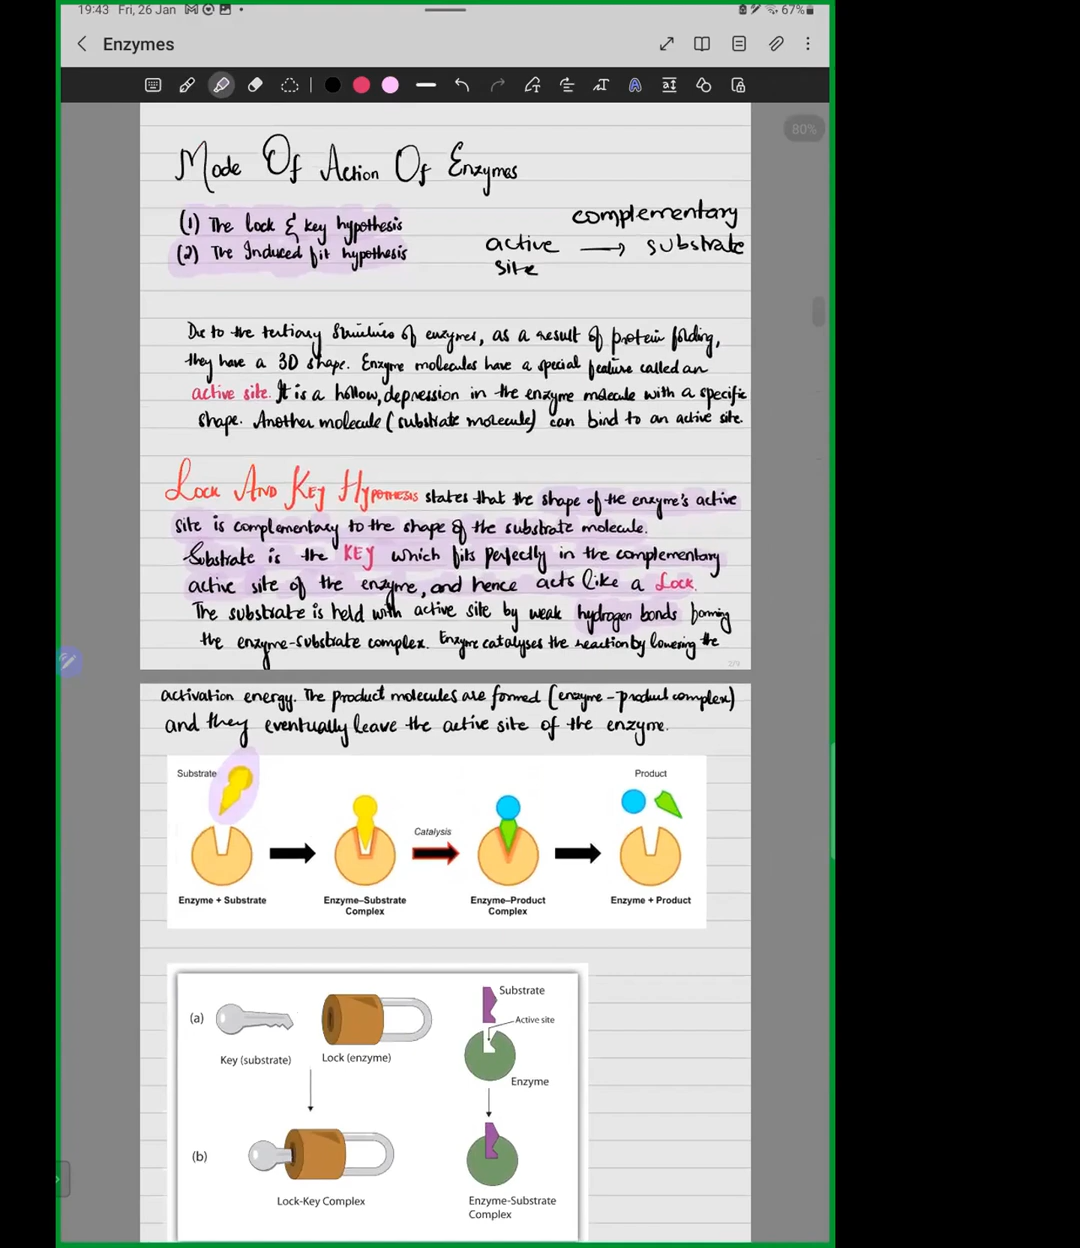 19:43 Fri, 26 Jan
67%
Enzymes
80%
Mode Of Action Of Enzymes
(1) The lock & key hypothesis
(2) The Induced fit hypothesis
complementary
active → substrate
site
Due to the tertiary structures of enzymes, as a result of protein folding,
they have a 3D shape. Enzyme molecules have a special feature called an
active site. It is a hollow, depression in the enzyme molecule with a specific
shape. Another molecule (substrate molecule) can bind to an active site.
LOCK AND KEY HYPOTHESIS states that the shape of the enzyme's active
site is complementary to the shape of the substrate molecule.
Substrate is the KEY which fits perfectly in the complementary
active site of the enzyme, and hence acts like a Lock.
The substrate is held with active site by weak hydrogen bonds forming
the enzyme-substrate complex. Enzyme catalyses the reaction by lowering the
2/9
activation energy. The product molecules are formed (enzyme-product complex)
and they eventually leave the active site of the enzyme.
Substrate
Product
Catalysis
Enzyme + Substrate
Enzyme–Substrate Complex
Enzyme–Product Complex
Enzyme + Product
(a)
Key (substrate)
Lock (enzyme)
Substrate
Active site
Enzyme
(b)
Lock-Key Complex
Enzyme-Substrate
Complex